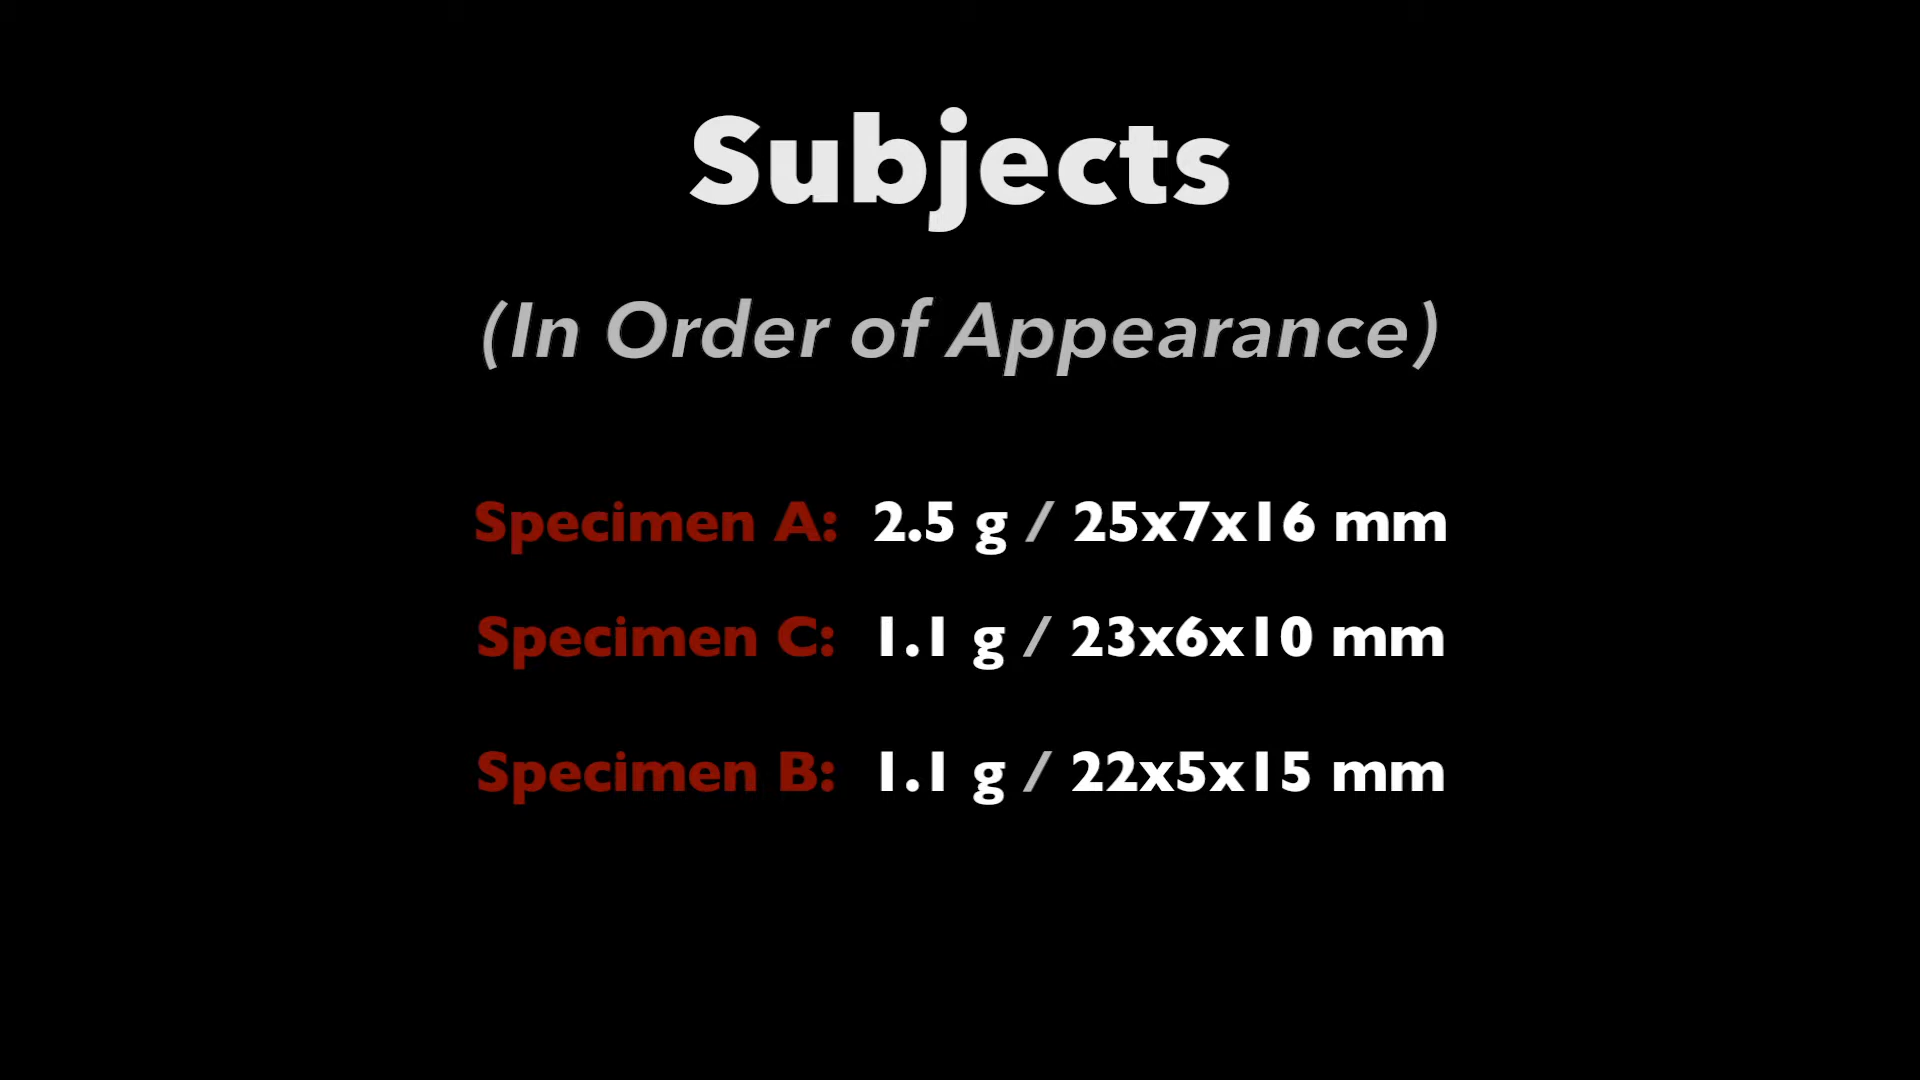 Subjects
(In Order of Appearance)
Specimen A: 2.5 g / 25x7x16 mm
Specimen C: 1.1 g / 23x6x10 mm
Specimen B: 1.1 g / 22x5x15 mm